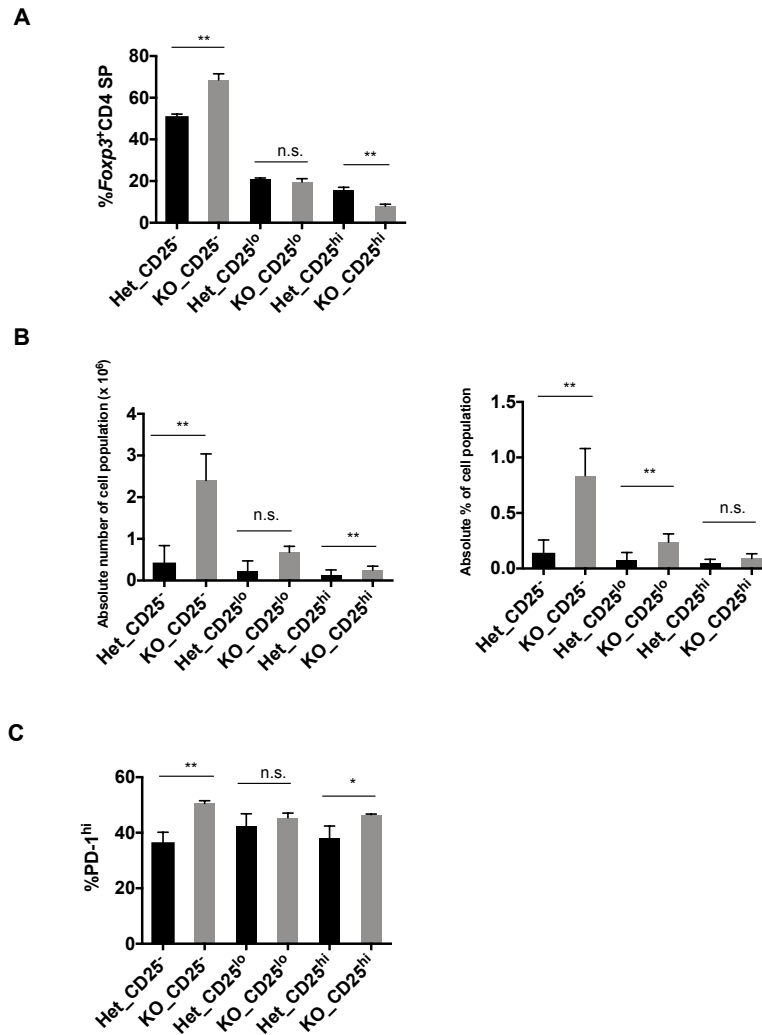 A
%Foxp3⁺CD4 SP
80
60
40
20
0
**
n.s.
**
Het_CD25⁻
KO_CD25⁻
Het_CD25ˡᵒ
KO_CD25ˡᵒ
Het_CD25ʰⁱ
KO_CD25ʰⁱ
B
Absolute number of cell population (x 10⁶)
4
3
2
1
0
**
n.s.
**
Het_CD25⁻
KO_CD25⁻
Het_CD25ˡᵒ
KO_CD25ˡᵒ
Het_CD25ʰⁱ
KO_CD25ʰⁱ
Absolute % of cell population
1.5
1.0
0.5
0.0
**
**
n.s.
Het_CD25⁻
KO_CD25⁻
Het_CD25ˡᵒ
KO_CD25ˡᵒ
Het_CD25ʰⁱ
KO_CD25ʰⁱ
C
%PD-1ʰⁱ
60
40
20
0
**
n.s.
*
Het_CD25⁻
KO_CD25⁻
Het_CD25ˡᵒ
KO_CD25ˡᵒ
Het_CD25ʰⁱ
KO_CD25ʰⁱ